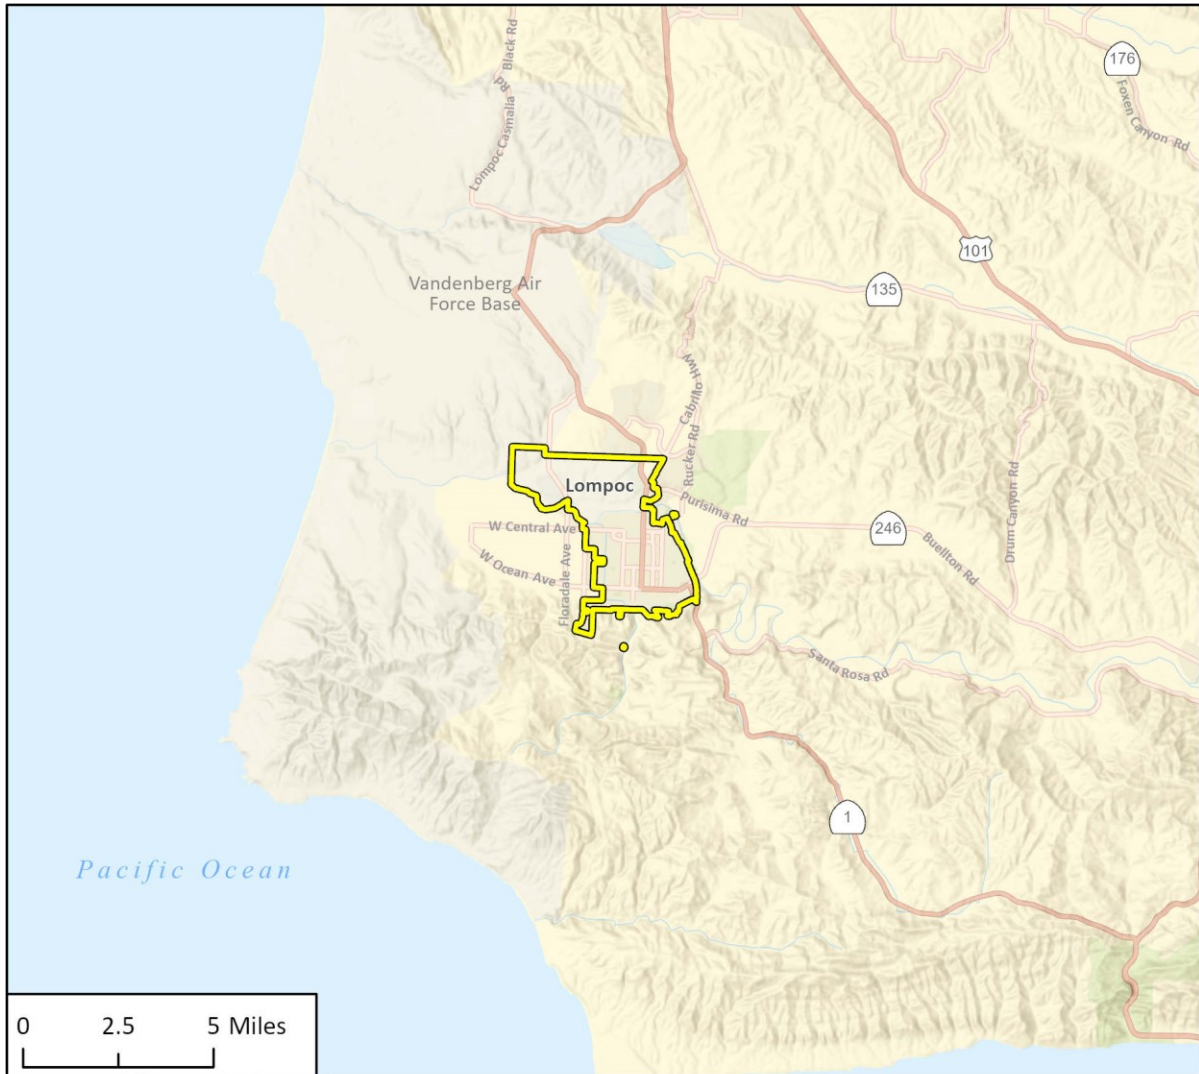 Black Rd
176
Foxen Canyon Rd
Lompoc Casmalia
Rd
101
Vandenberg Air
Force Base
135
Cabrillo Hwy
Rucker Rd
Lompoc
Purisima Rd
W Central Ave
246
Drum Canyon Rd
Buellton Rd
W Ocean Ave
Floradale Ave
Santa Rosa Rd
1
Pacific Ocean
0 2.5 5 Miles